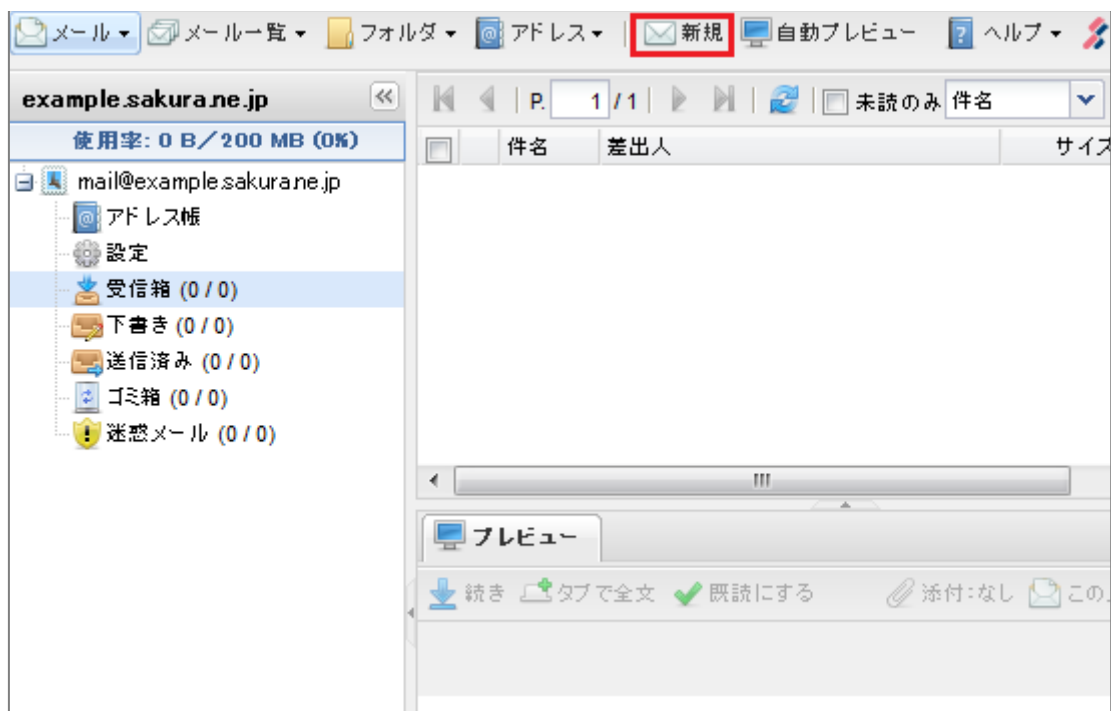 メール メール一覧 フォルダ アドレス 新規 自動プレビュー ヘルプ
example.sakura.ne.jp
P. 1 / 1 未読のみ 件名
使用率: 0 B／200 MB (0%)
件名 差出人 サイズ
mail@example.sakura.ne.jp
アドレス帳
設定
受信箱 (0 / 0)
下書き (0 / 0)
送信済み (0 / 0)
ゴミ箱 (0 / 0)
迷惑メール (0 / 0)
プレビュー
続き タブで全文 既読にする 添付：なし この